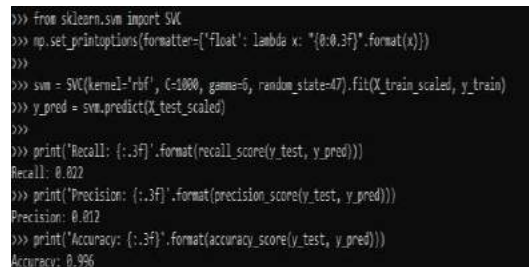 >>> from sklearn.svm import SVC
>>> np.set_printoptions(formatter={'float': lambda x: "{0:0.3f}".format(x)})
>>>
>>> svm = SVC(kernel='rbf', C=1000, gamma=6, random_state=47).fit(X_train_scaled, y_train)
>>> y_pred = svm.predict(X_test_scaled)
>>>
>>> print('Recall: {:.3f}'.format(recall_score(y_test, y_pred)))
Recall: 0.022
>>> print('Precision: {:.3f}'.format(precision_score(y_test, y_pred)))
Precision: 0.012
>>> print('Accuracy: {:.3f}'.format(accuracy_score(y_test, y_pred)))
Accuracy: 0.996